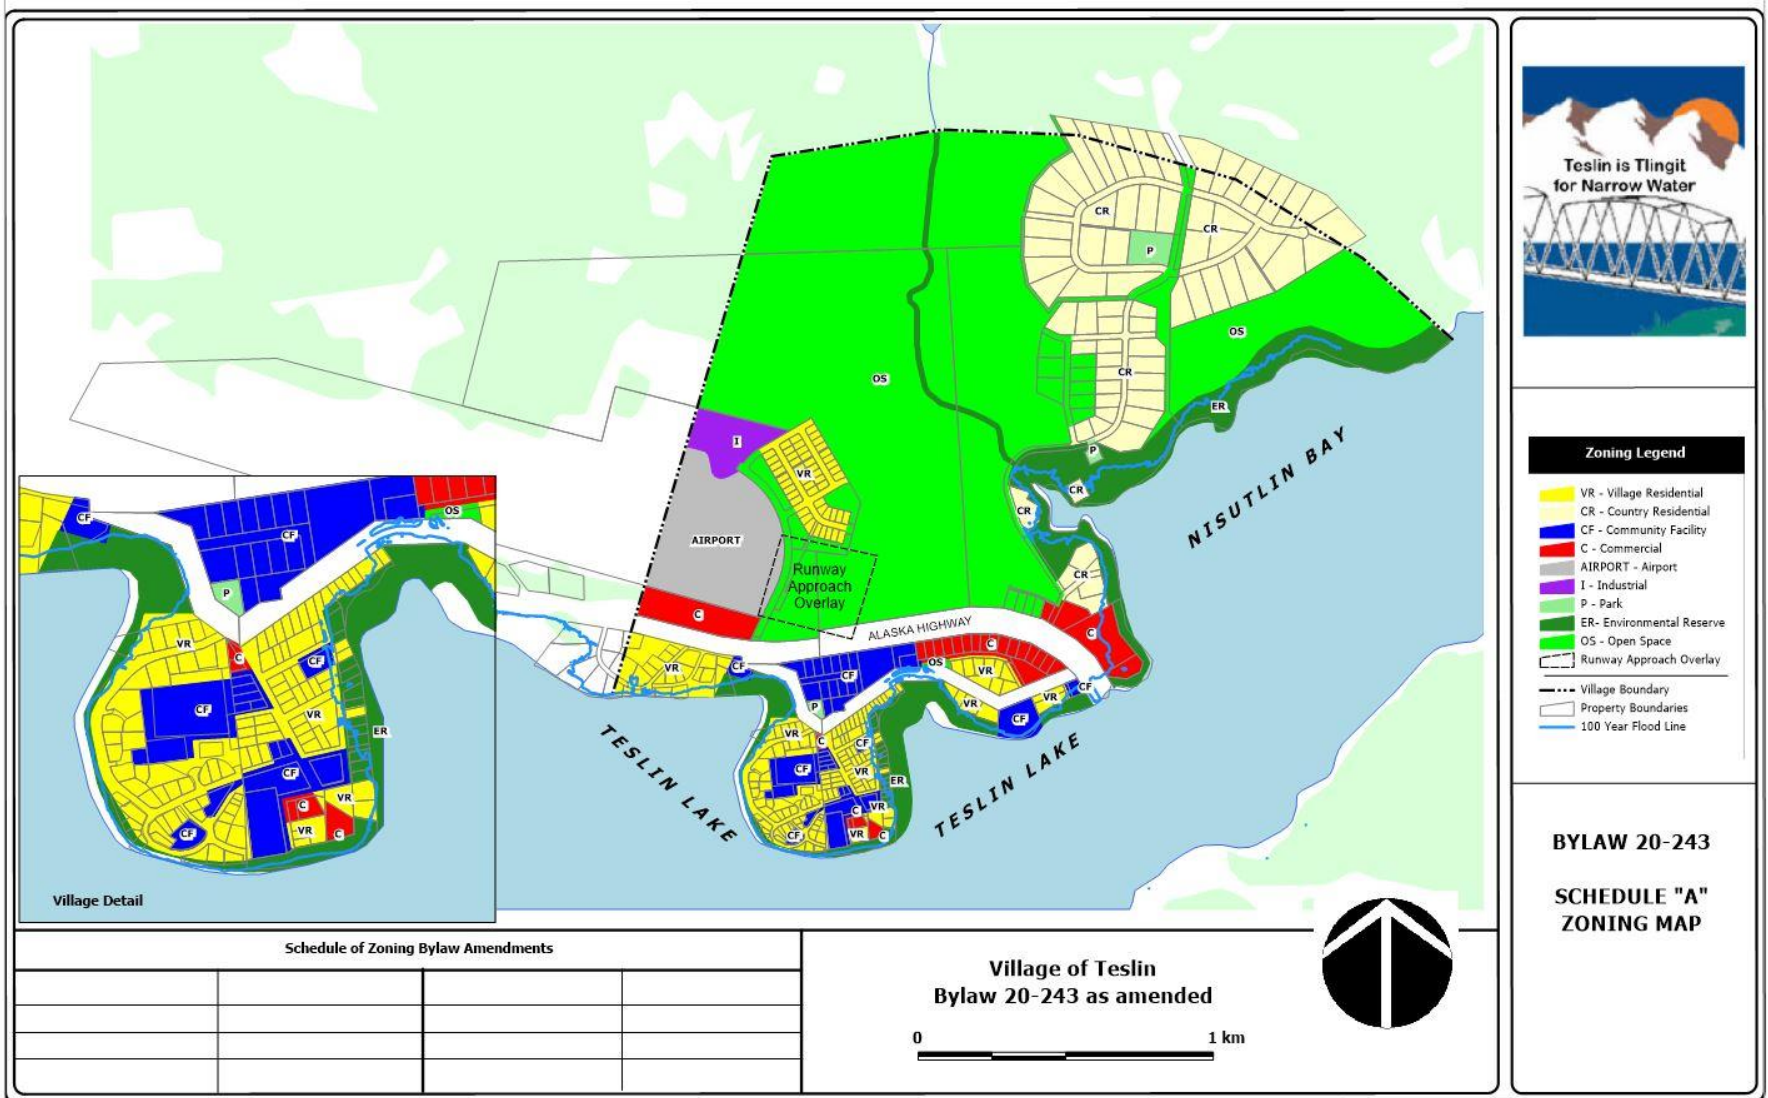 CR
CR
P
OS
OS
CR
ER
I
VR
P
CR
CR
NISUTLIN BAY
AIRPORT
Runway
Approach
Overlay
CR
C
ALASKA HIGHWAY
C
C
VR
CF
OS
CF
VR
CF
VR
VR
P
CF
VR
C
CF
CF
VR
ER
C
VR
CF
VR
C
TESLIN LAKE
TESLIN LAKE
CF
OS
CF
P
VR
C
CF
CF
VR
ER
CF
C
VR
CF
VR
C
Village Detail
Schedule of Zoning Bylaw Amendments
Village of Teslin
Bylaw 20-243 as amended
0 1 km
Teslin is Tlingit
for Narrow Water
Zoning Legend
VR - Village Residential
CR - Country Residential
CF - Community Facility
C - Commercial
AIRPORT - Airport
I - Industrial
P - Park
ER- Environmental Reserve
OS - Open Space
Runway Approach Overlay
Village Boundary
Property Boundaries
100 Year Flood Line
BYLAW 20-243
SCHEDULE "A"
ZONING MAP